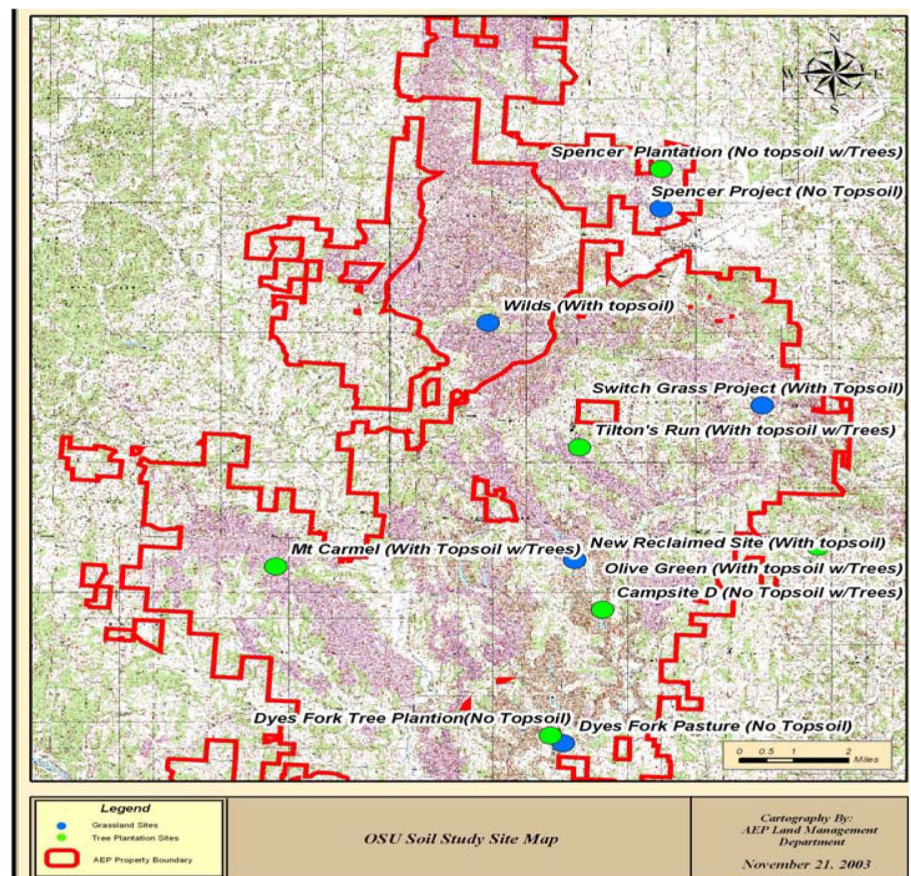 N
W E
S
Spencer Plantation (No topsoil w/Trees)
Spencer Project (No Topsoil)
Wilds (With topsoil)
Switch Grass Project (With Topsoil)
Tilton's Run (With topsoil w/Trees)
Mt Carmel (With Topsoil w/Trees)
New Reclaimed Site (With topsoil)
Olive Green (With topsoil w/Trees)
Campsite D (No Topsoil w/Trees)
Dyes Fork Tree Plantion(No Topsoil)
Dyes Fork Pasture (No Topsoil)
0 0.5 1 2
Miles
Legend
Grassland Sites
Tree Plantation Sites
AEP Property Boundary
OSU Soil Study Site Map
Cartography By:
AEP Land Management
Department
November 21. 2003